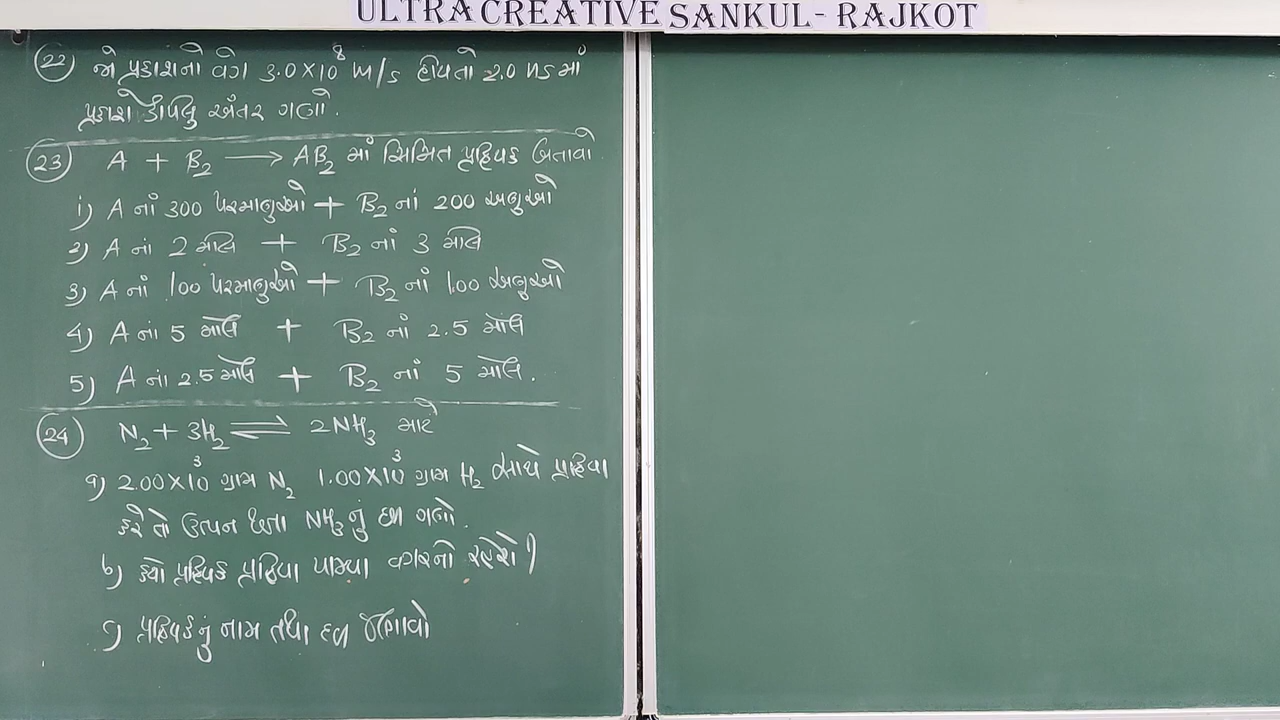 ULTRA CREATIVE SANKUL - RAJKOT
22 જો પ્રકાશનો વેગ 3.0 X 10⁸ m/s હોય તો 2.0 ns માં
પ્રકાશે કાપેલુ અંતર ગણો.
23 A + B₂ → AB₂ માં સિમિત પ્રક્રિયક બતાવો
1) A નાં 300 પરમાણુઓ + B₂ નાં 200 અણુઓ
2) A નાં 2 મોલ + B₂ નાં 3 મોલ
3) A નાં 100 પરમાણુઓ + B₂ નાં 100 અણુઓ
4) A નાં 5 મોલ + B₂ નાં 2.5 મોલ
5) A નાં 2.5 મોલ + B₂ નાં 5 મોલ.
24 N₂ + 3H₂ ⇌ 2NH₃ માટે
a) 2.00 X 10³ ગ્રામ N₂ 1.00 X 10³ ગ્રામ H₂ સાથે પ્રક્રિયા
કરે તો ઉત્પન થતા NH₃ નું દળ ગણો.
b) ક્યો પ્રક્રિયક પ્રક્રિયા પામ્યા વગરનો રહેશે?
c) પ્રક્રિયકનું નામ તથા દળ જણાવો